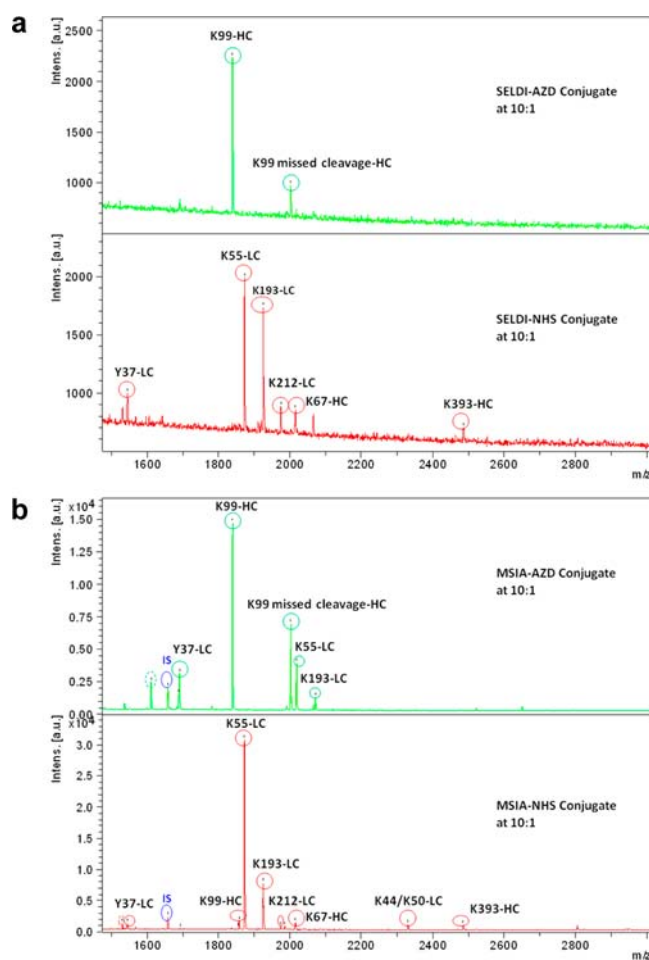 a
Intens. [a.u.]
2500
2000
1500
1000
K99-HC
K99 missed cleavage-HC
SELDI-AZD Conjugate
at 10:1
Intens. [a.u.]
2000
1500
1000
Y37-LC
K55-LC
K193-LC
K212-LC
K67-HC
K393-HC
SELDI-NHS Conjugate
at 10:1
1600 1800 2000 2200 2400 2600 2800
m/z
b
Intens. [a.u.]
x10⁴
1.50
1.25
1.00
0.75
0.50
0.25
0.00
IS
Y37-LC
K99-HC
K99 missed cleavage-HC
K55-LC
K193-LC
MSIA-AZD Conjugate
at 10:1
Intens. [a.u.]
x10⁴
3.0
2.5
2.0
1.5
1.0
0.5
0.0
Y37-LC
IS
K99-HC
K55-LC
K193-LC
K212-LC
K67-HC
K44/K50-LC
K393-HC
MSIA-NHS Conjugate
at 10:1
1600 1800 2000 2200 2400 2600 2800
m/z